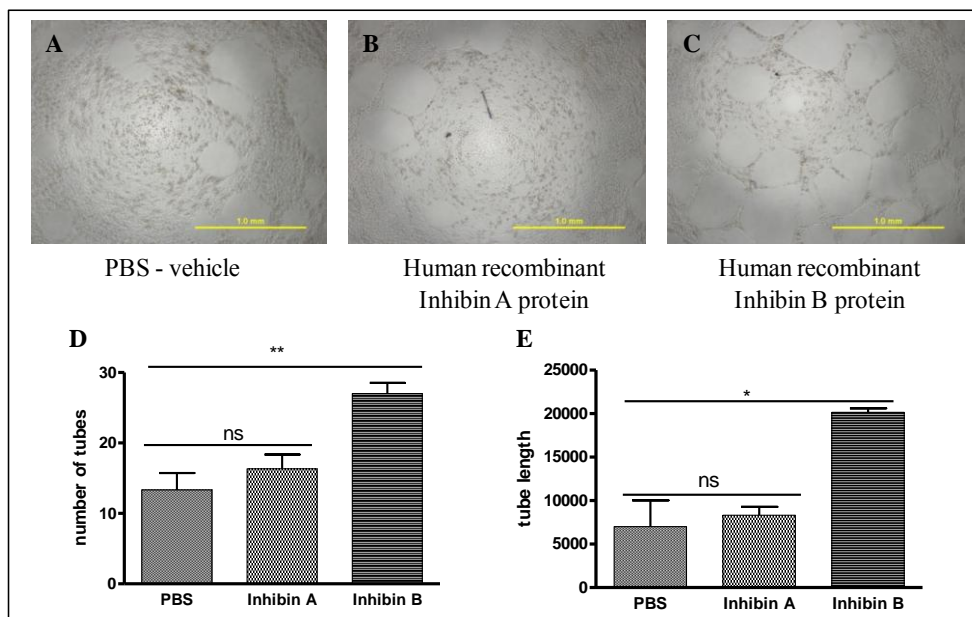 A
B
C
1.0 mm
1.0 mm
1.0 mm
PBS - vehicle
Human recombinant
Inhibin A protein
Human recombinant
Inhibin B protein
D
**
30
20
10
0
ns
number of tubes
PBS
Inhibin A
Inhibin B
E
*
25000
20000
15000
10000
5000
0
ns
tube length
PBS
Inhibin A
Inhibin B